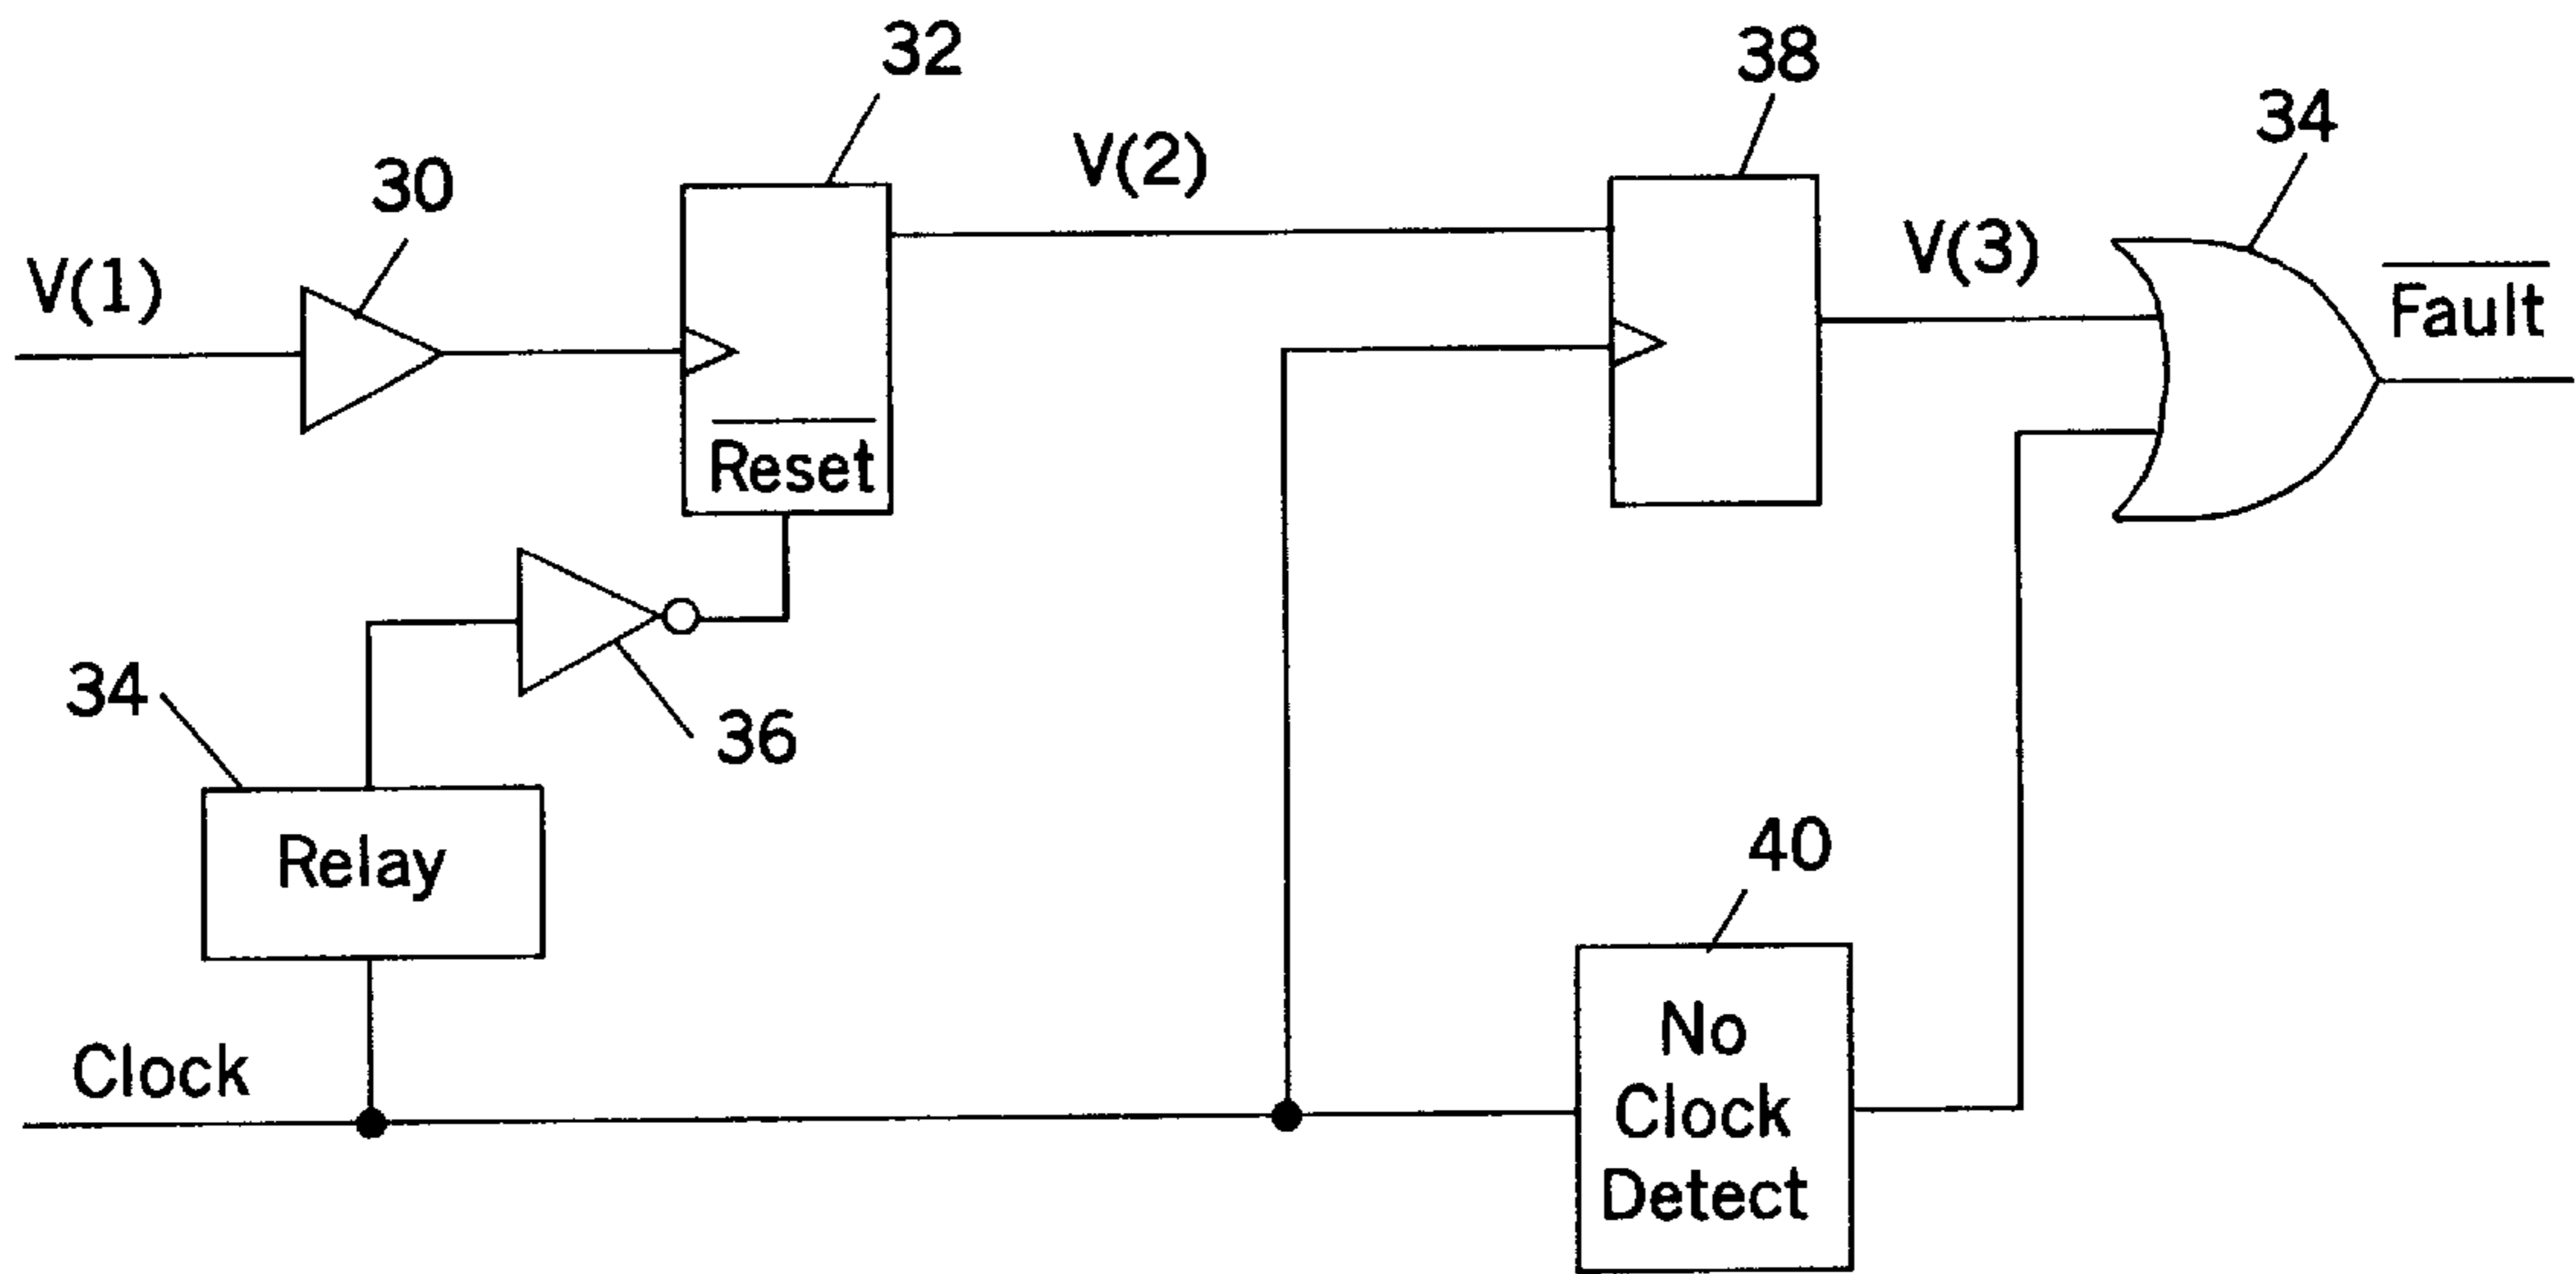 32
38
34
30
V(2)
V(1)
V(3)
Fault
Reset
34
36
Relay
40
Clock
No
Clock
Detect